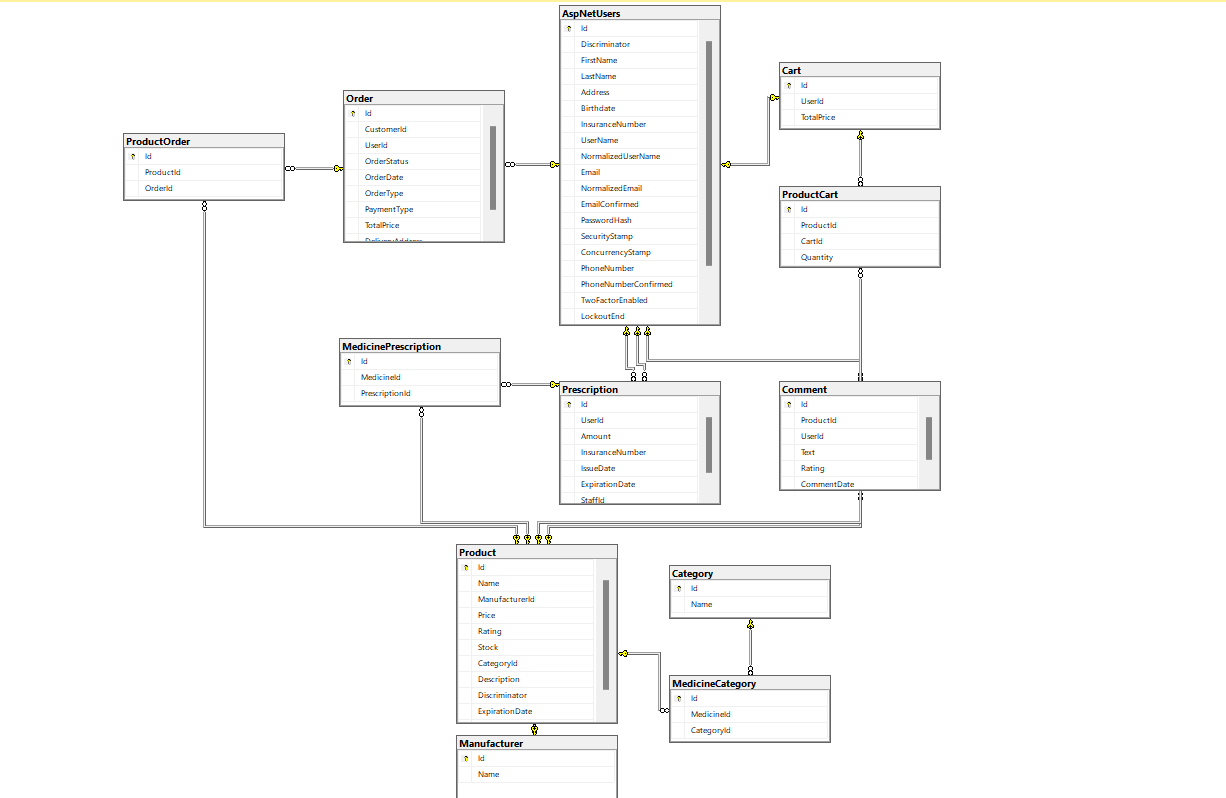 AspNetUsers
Id
Discriminator
FirstName
LastName
Address
Birthdate
InsuranceNumber
UserName
NormalizedUserName
Email
NormalizedEmail
EmailConfirmed
PasswordHash
SecurityStamp
ConcurrencyStamp
PhoneNumber
PhoneNumberConfirmed
TwoFactorEnabled
LockoutEnd
Cart
Id
UserId
TotalPrice
Order
Id
CustomerId
UserId
OrderStatus
OrderDate
OrderType
PaymentType
TotalPrice
DeliveryAddress
ProductOrder
Id
ProductId
OrderId
ProductCart
Id
ProductId
CartId
Quantity
MedicinePrescription
Id
MedicineId
PrescriptionId
Prescription
Id
UserId
Amount
InsuranceNumber
IssueDate
ExpirationDate
StaffId
Comment
Id
ProductId
UserId
Text
Rating
CommentDate
Product
Id
Name
ManufacturerId
Price
Rating
Stock
CategoryId
Description
Discriminator
ExpirationDate
Category
Id
Name
MedicineCategory
Id
MedicineId
CategoryId
Manufacturer
Id
Name